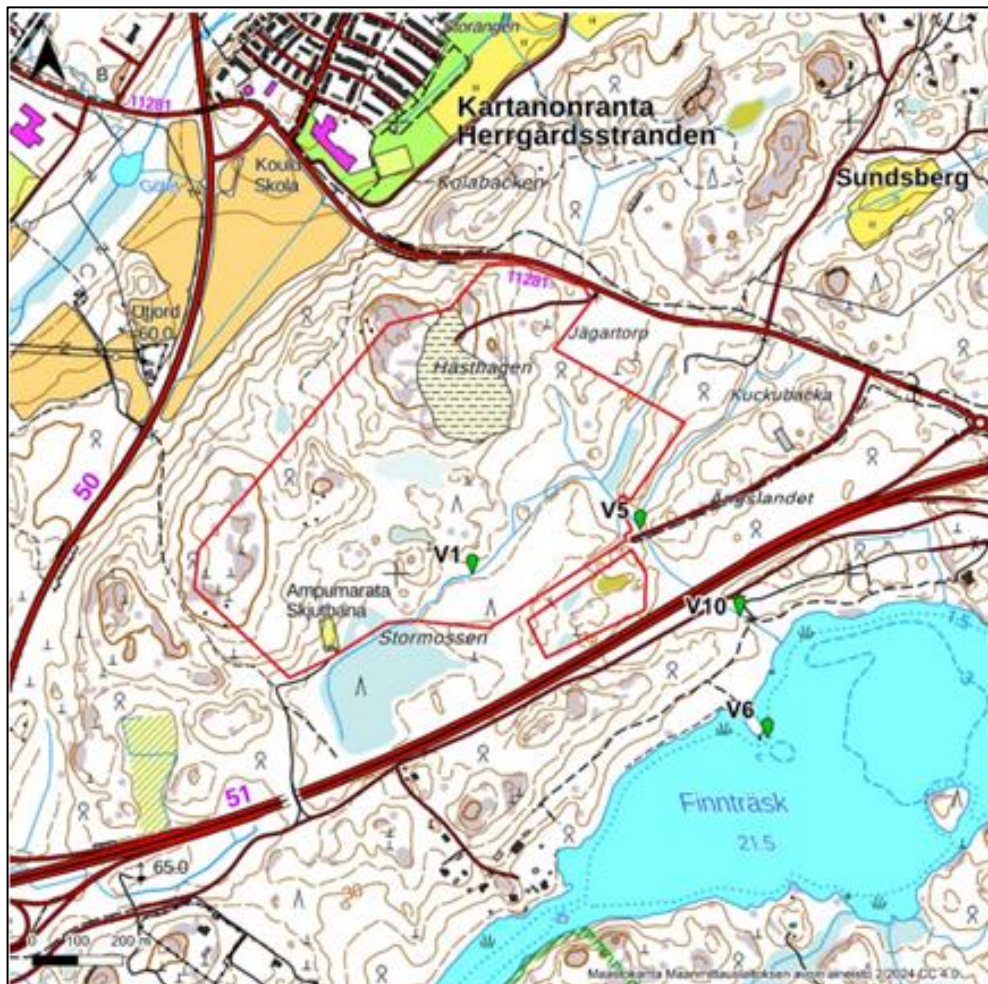 Storängen
B
11281
Kartanonranta
Herrgårdsstranden
Skola
Kolabacken
Sundsberg
11281
60.0
Jägartorp
Hästhagen
Kuckubacka
50
Ängslandet
V5
V1
Ampumarata
Skjutbana
V10
Stormossen
1.5
V6
51
Finnträsk
21.5
65.0
30
0 100 200 m
Maastokartta Maanmittauslaitoksen avoin aineisto 2/2024 CC 4.0